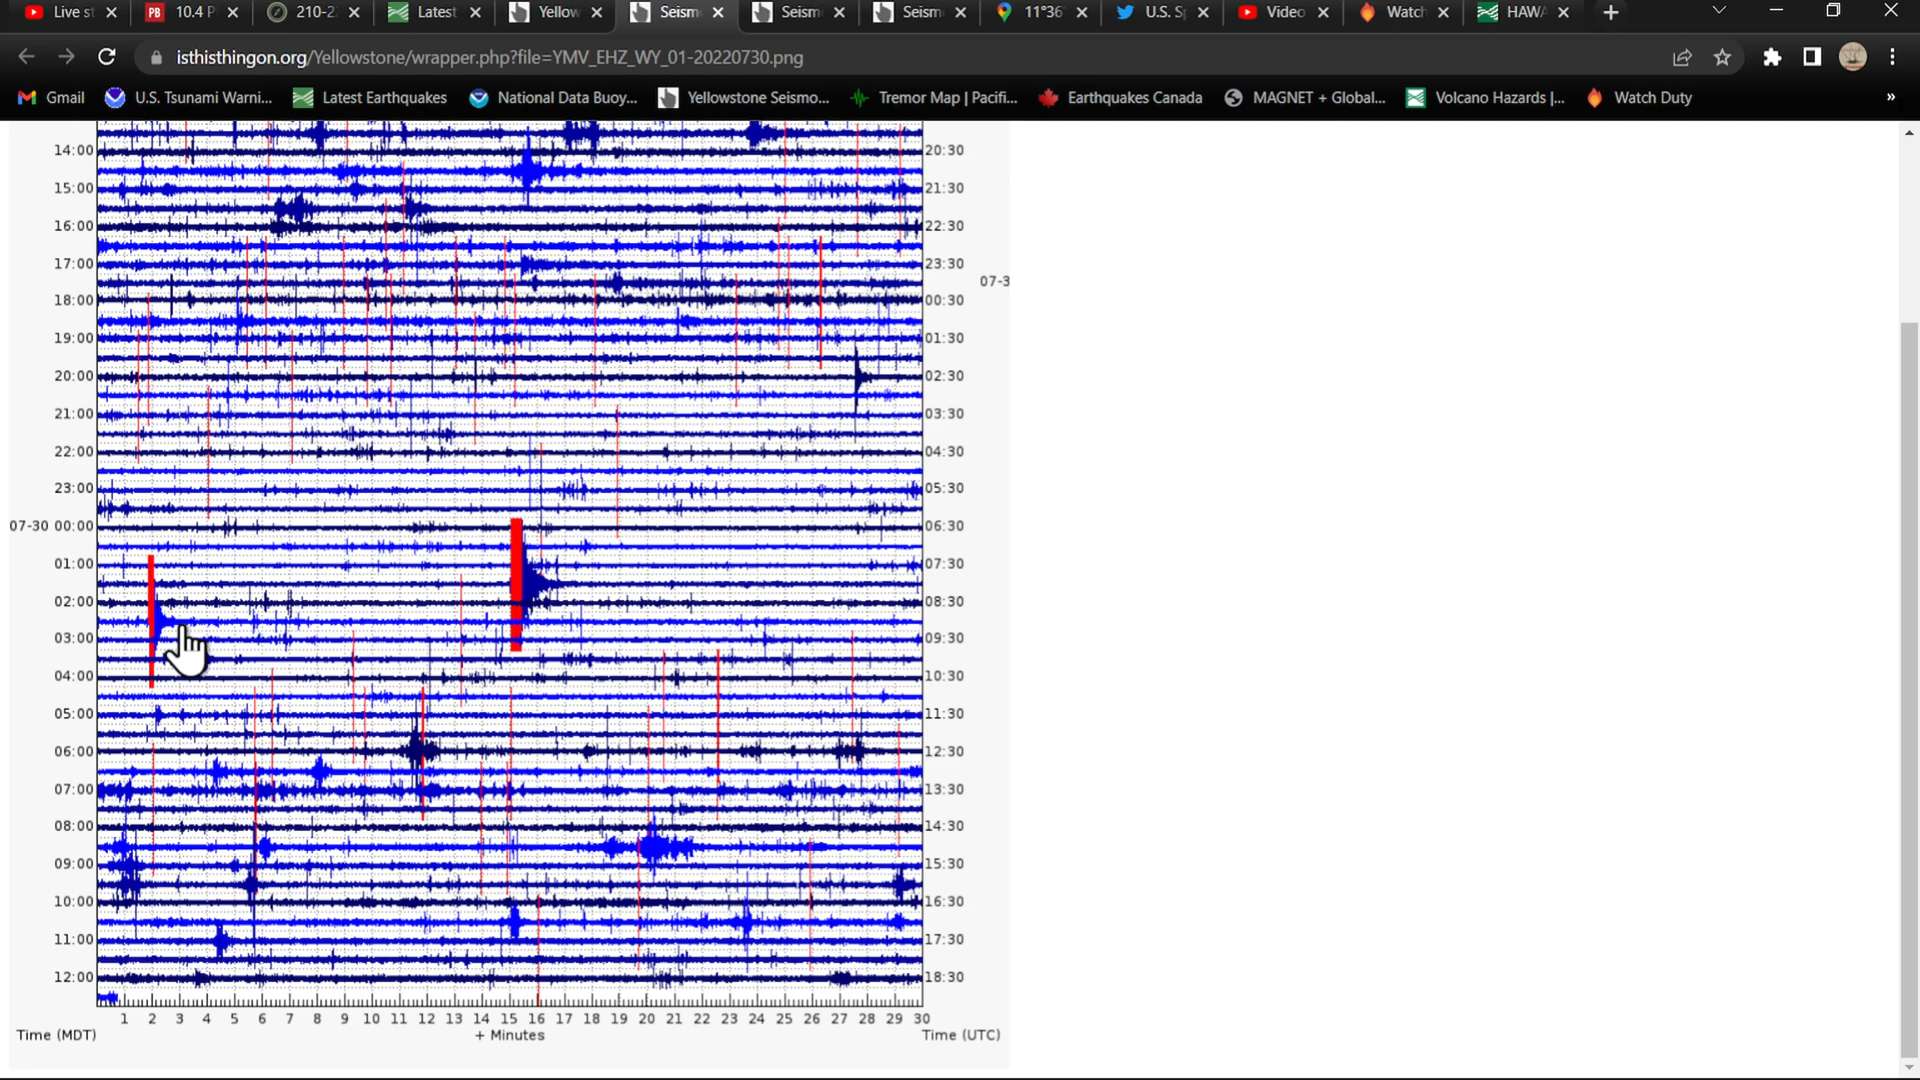 Live st
10.4 P
210-2
Latest
Yellow
Seism
Seism
Seism
11°36'
U.S. S
Video
Watch
HAWA
isthisthingon.org/Yellowstone/wrapper.php?file=YMV_EHZ_WY_01-20220730.png
Gmail
U.S. Tsunami Warni...
Latest Earthquakes
National Data Buoy...
Yellowstone Seismo...
Tremor Map | Pacifi...
Earthquakes Canada
MAGNET + Global...
Volcano Hazards |...
Watch Duty
»
14:00 20:30
15:00 21:30
16:00 22:30
17:00 23:30
07-3
18:00 00:30
19:00 01:30
20:00 02:30
21:00 03:30
22:00 04:30
23:00 05:30
07-30 00:00 06:30
01:00 07:30
02:00 08:30
03:00 09:30
04:00 10:30
05:00 11:30
06:00 12:30
07:00 13:30
08:00 14:30
09:00 15:30
10:00 16:30
11:00 17:30
12:00 18:30
1 2 3 4 5 6 7 8 9 10 11 12 13 14 15 16 17 18 19 20 21 22 23 24 25 26 27 28 29 30
Time (MDT) + Minutes Time (UTC)